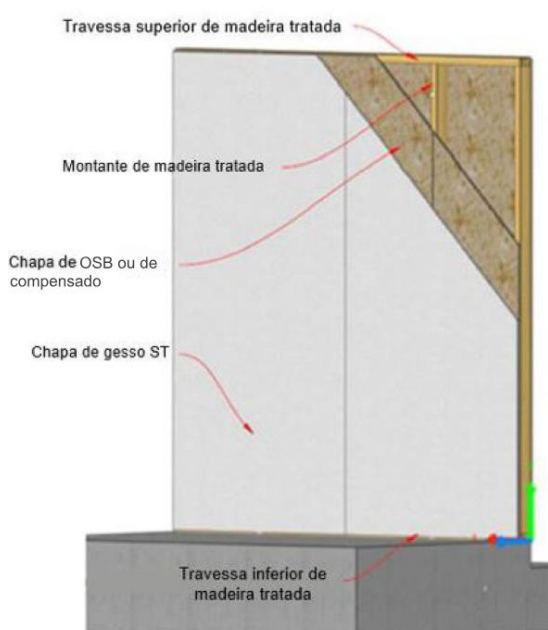 Travessa superior de madeira tratada
Montante de madeira tratada
Chapa de OSB ou de
compensado
Chapa de gesso ST
Travessa inferior de
madeira tratada